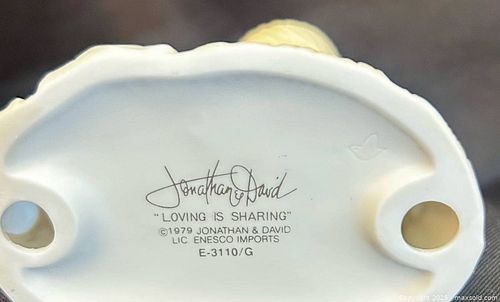 Jonathan & David
"LOVING IS SHARING"
©1979 JONATHAN & DAVID
LIC ENESCO IMPORTS
E-3110/G